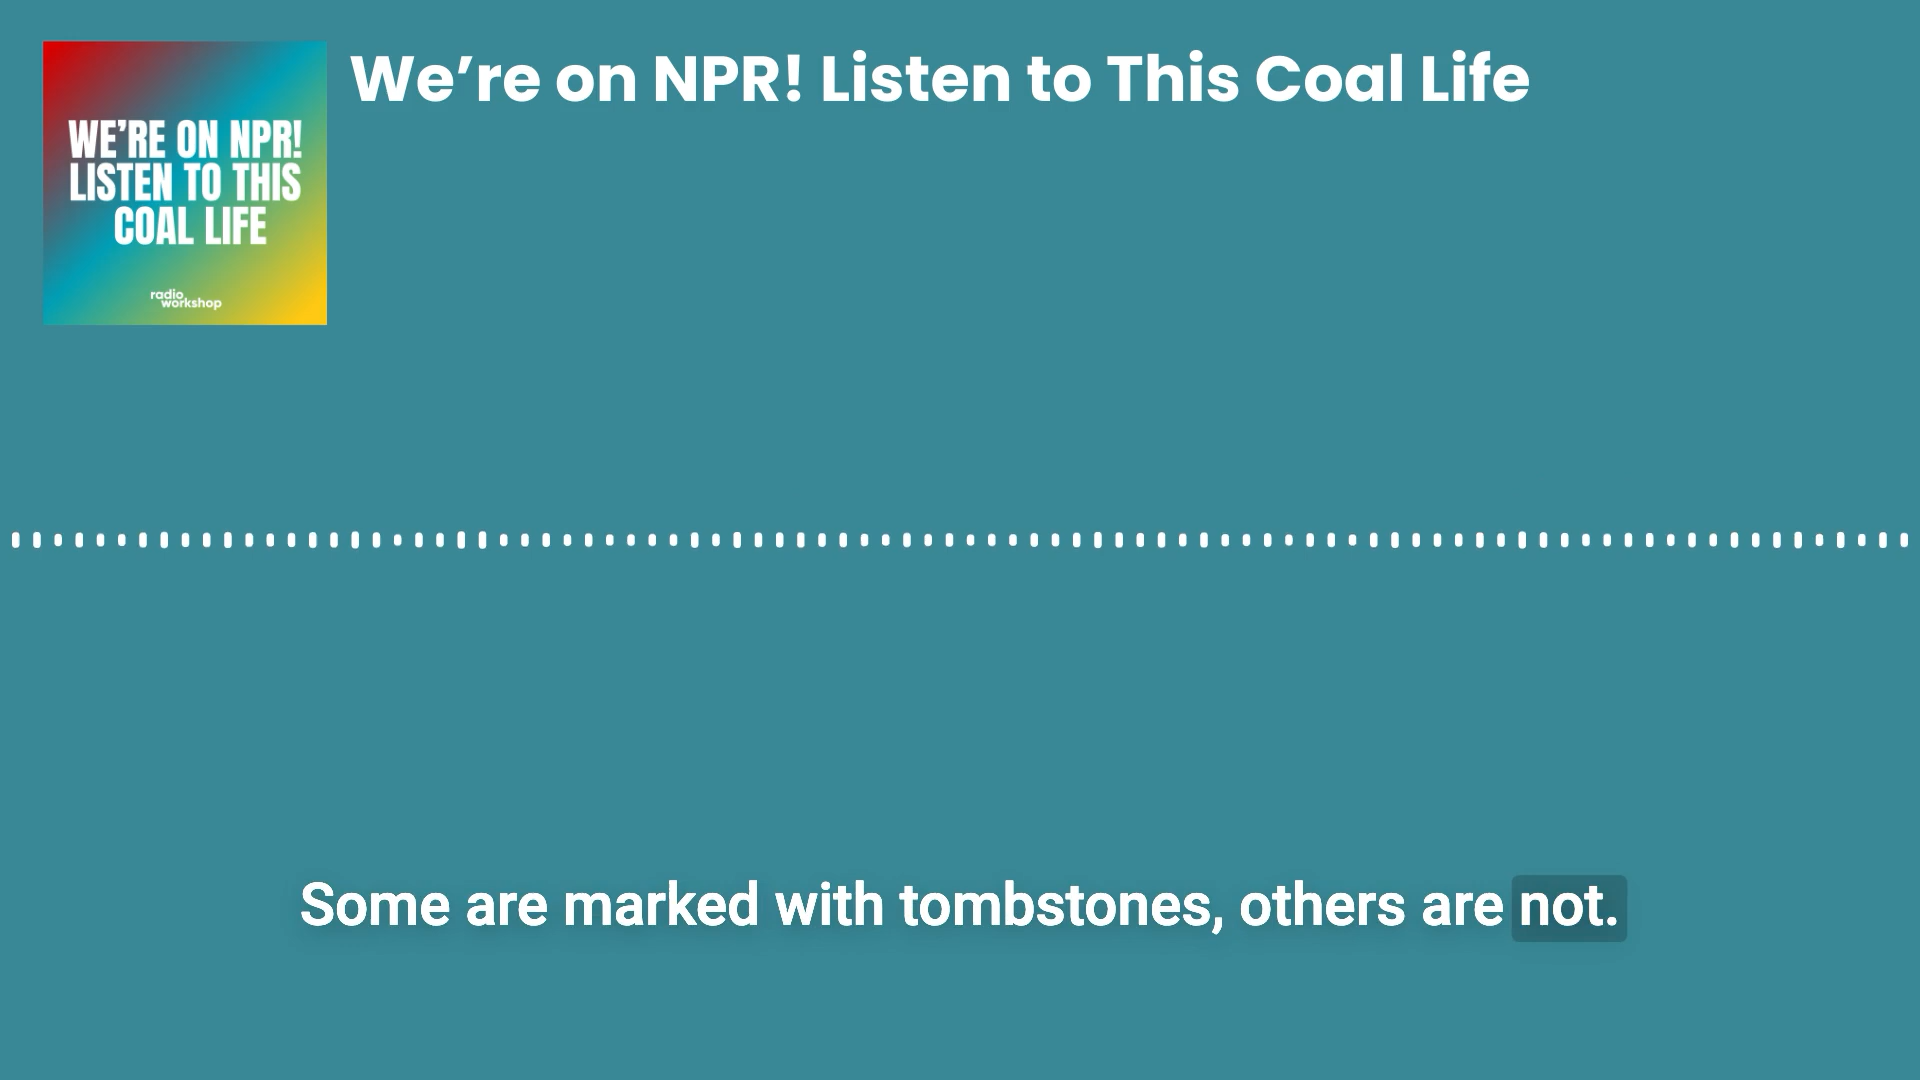 We’re on NPR! Listen to This Coal Life
WE’RE ON NPR!
LISTEN TO THIS
COAL LIFE
radio
workshop
Some are marked with tombstones, others are not.